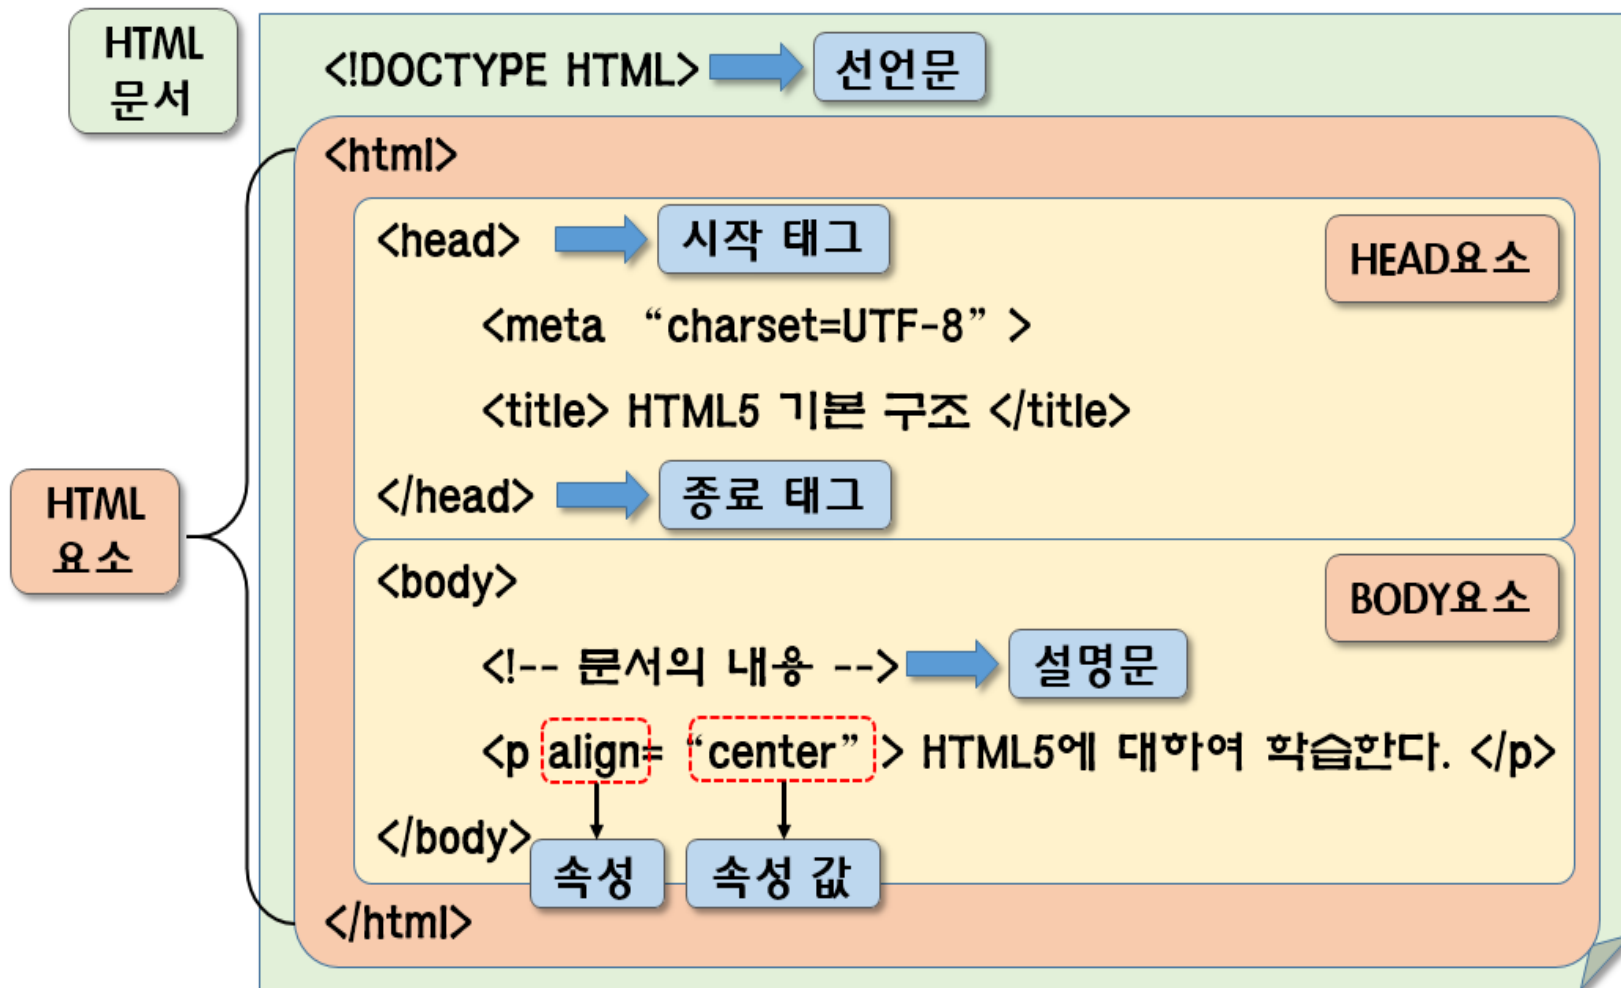 HTML
문서
<!DOCTYPE HTML> 선언문
<html>
<head> 시작 태그 HEAD요소
<meta “charset=UTF-8” >
<title> HTML5 기본 구조 </title>
</head> 종료 태그
HTML
요소
<body> BODY요소
<!-- 문서의 내용 --> 설명문
<p align= “center” > HTML5에 대하여 학습한다. </p>
</body>
속성 속성 값
</html>